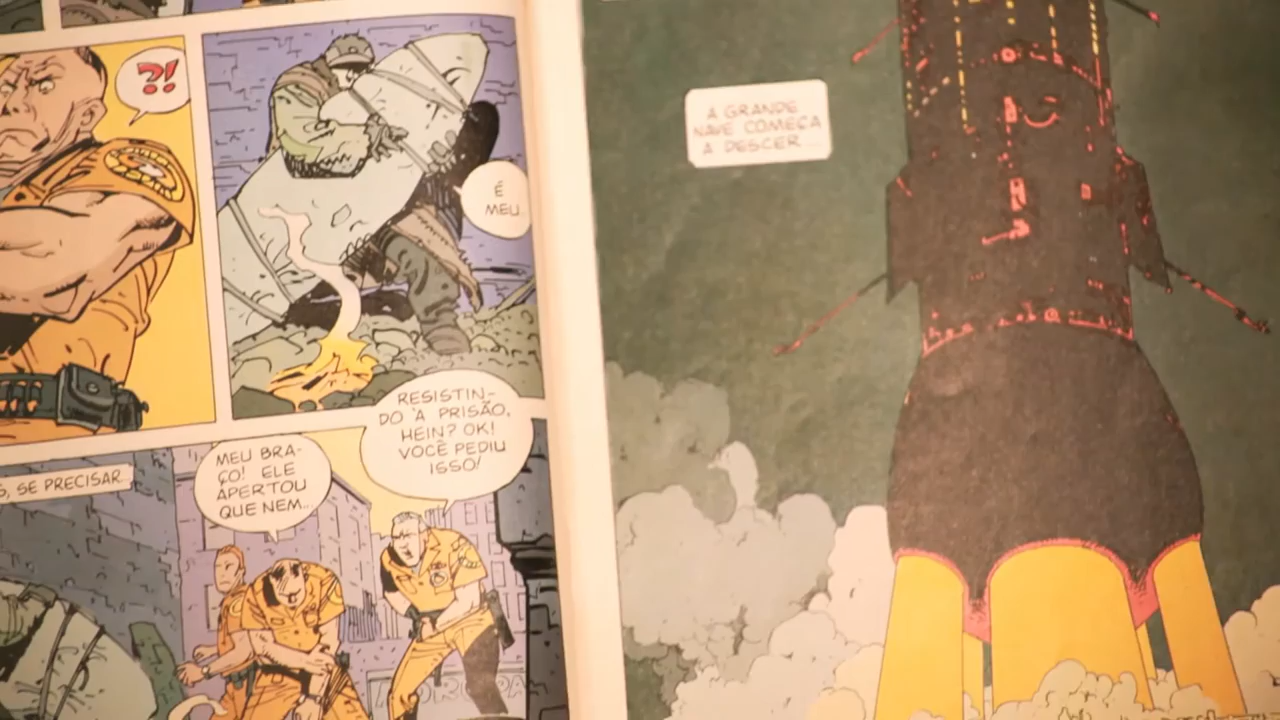 ?!
É
MEU
S, SE PRECISAR.
MEU BRA-
ÇO! ELE
APERTOU
QUE NEM...
RESISTIN-
DO À PRISÃO,
HEIN? OK!
VOCÊ PEDIU
ISSO!
A GRANDE
NAVE COMEÇA
A DESCER...